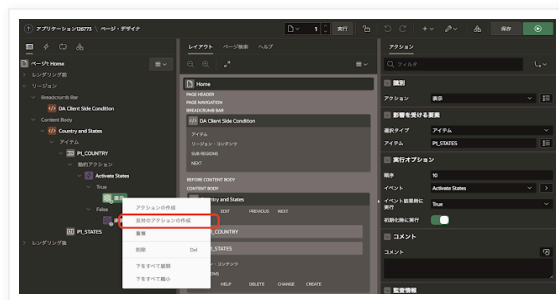 アプリケーション126773 \ ページ・デザイナ
1
実行
保存
ページ1: Home
レンダリング前
リージョン
Breadcrumb Bar
DA Client Side Condition
Content Body
Country and States
アイテム
P1_COUNTRY
動的アクション
Activate States
True
表示
False
P1_STATES
レンダリング後
アクションの作成
反対のアクションの作成
重複
削除 Del
下をすべて展開
下をすべて縮小
レイアウト ページ検索 ヘルプ
Home
PAGE HEADER
PAGE NAVIGATION
BREADCRUMB BAR
DA Client Side Condition
アイテム
リージョン・コンテンツ
SUB REGIONS
NEXT
BEFORE CONTENT BODY
CONTENT BODY
Country and States
EDIT PREVIOUS NEXT
COUNTRY
STATES
コンテンツ
HELP DELETE CHANGE CREATE
アクション
フィルタ
識別
アクション 表示
影響を受ける要素
選択タイプ アイテム
アイテム P1_STATES
実行オプション
順序 10
イベント Activate States
イベント結果時に実行 True
初期化時に実行
コメント
コメント
監査情報